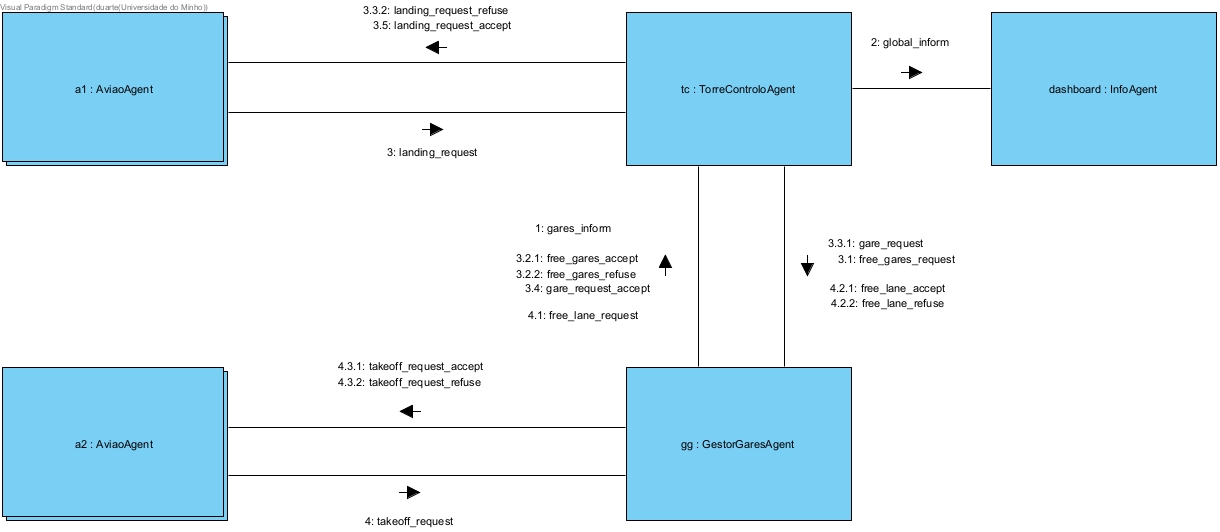 Visual Paradigm Standard(duarte(Universidade do Minho))
3.3.2: landing_request_refuse
3.5: landing_request_accept
2: global_inform
a1 : AviaoAgent
tc : TorreControloAgent
dashboard : InfoAgent
3: landing_request
1: gares_inform
3.2.1: free_gares_accept
3.2.2: free_gares_refuse
3.4: gare_request_accept
4.1: free_lane_request
3.3.1: gare_request
3.1: free_gares_request
4.2.1: free_lane_accept
4.2.2: free_lane_refuse
4.3.1: takeoff_request_accept
4.3.2: takeoff_request_refuse
a2 : AviaoAgent
gg : GestorGaresAgent
4: takeoff_request